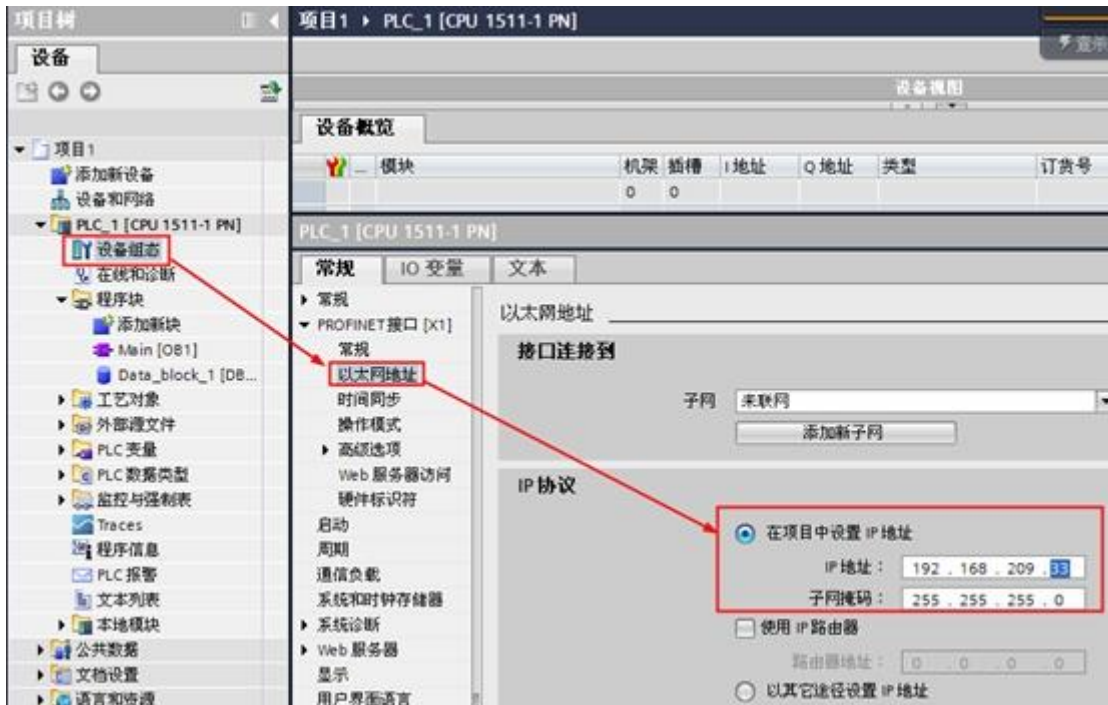 项目树
设备
项目1
添加新设备
设备和网络
PLC_1 [CPU 1511-1 PN]
设备组态
在线和诊断
程序块
添加新块
Main [OB1]
Data_block_1 [DB...
工艺对象
外部源文件
PLC 变量
PLC 数据类型
监控与强制表
Traces
程序信息
PLC 报警
文本列表
本地模块
公共数据
文档设置
语言和资源
项目1 PLC_1 [CPU 1511-1 PN]
设备视图
设备概览
... 模块 机架 插槽 I 地址 Q 地址 类型 订货号
0 0
PLC_1 [CPU 1511-1 PN]
常规 IO 变量 文本
常规
PROFINET接口 [X1]
常规
以太网地址
时间同步
操作模式
高级选项
Web 服务器访问
硬件标识符
启动
周期
通信负载
系统和时钟存储器
系统诊断
Web 服务器
显示
用户界面语言
以太网地址
接口连接到
子网 未联网
添加新子网
IP 协议
在项目中设置 IP 地址
IP 地址： 192 . 168 . 209 . 33
子网掩码： 255 . 255 . 255 . 0
使用 IP 路由器
路由器地址： 0 . 0 . 0 . 0
以其它途径设置 IP 地址